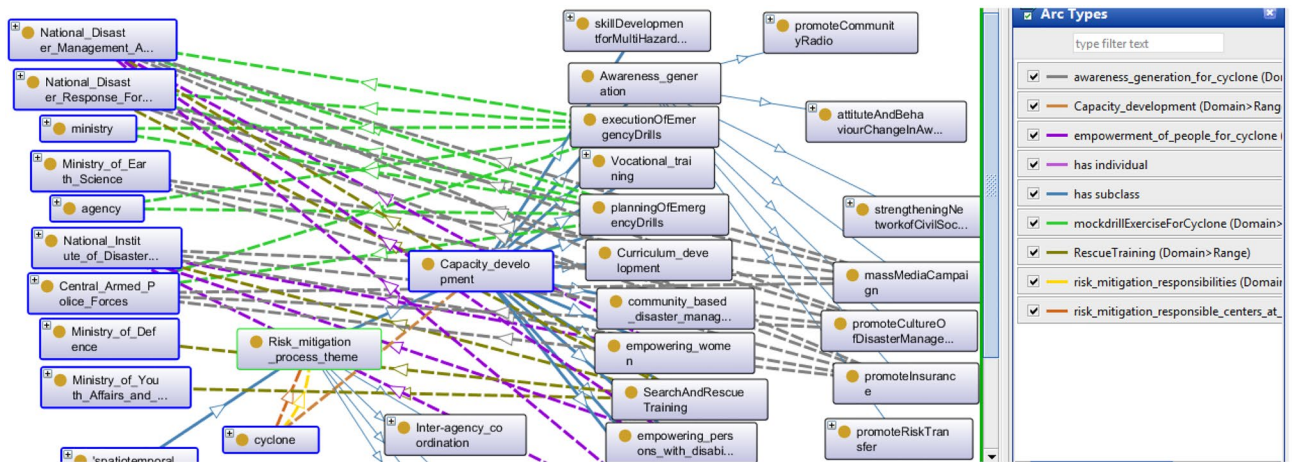 National_Disast
er_Management_A...
National_Disast
er_Response_For...
ministry
Ministry_of_Ear
th_Science
agency
National_Instit
ute_of_Disaster...
Central_Armed_P
olice_Forces
Ministry_of_Def
ence
Ministry_of_You
th_Affairs_and_...
'spatiotemporal
Risk_mitigation
_process_theme
cyclone
Capacity_develo
pment
Inter-agency_co
ordination
skillDevelopmen
tforMultiHazard...
Awareness_gener
ation
executionOfEmer
gencyDrills
Vocational_trai
ning
planningOfEmerg
encyDrills
Curriculum_deve
lopment
community_based
_disaster_manag...
empowering_wome
n
SearchAndRescue
Training
empowering_pers
ons_with_disabi...
promoteCommunit
yRadio
attituteAndBeha
viourChangeInAw...
strengtheningNe
tworkofCivilSoc...
massMediaCampai
gn
promoteCultureO
fDisasterManage...
promoteInsuranc
e
promoteRiskTran
sfer
Arc Types
type filter text
awareness_generation_for_cyclone (Do
Capacity_development (Domain>Rang
empowerment_of_people_for_cyclone
has individual
has subclass
mockdrillExerciseForCyclone (Domain>
RescueTraining (Domain>Range)
risk_mitigation_responsibilities (Domai
risk_mitigation_responsible_centers_at_